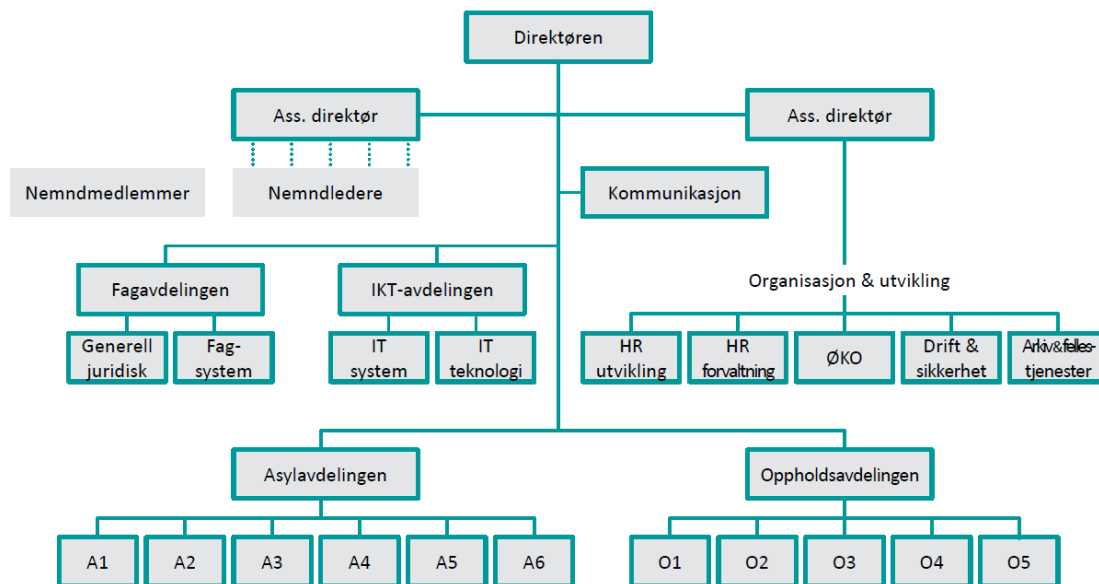 Direktøren
Ass. direktør
Ass. direktør
Nemndmedlemmer
Nemndledere
Kommunikasjon
Fagavdelingen
IKT-avdelingen
Organisasjon & utvikling
Generell
juridisk
Fag-
system
IT
system
IT
teknologi
HR
utvikling
HR
forvaltning
ØKO
Drift &
sikkerhet
Arkiv&felles-
tjenester
Asylavdelingen
Oppholdsavdelingen
A1
A2
A3
A4
A5
A6
O1
O2
O3
O4
O5